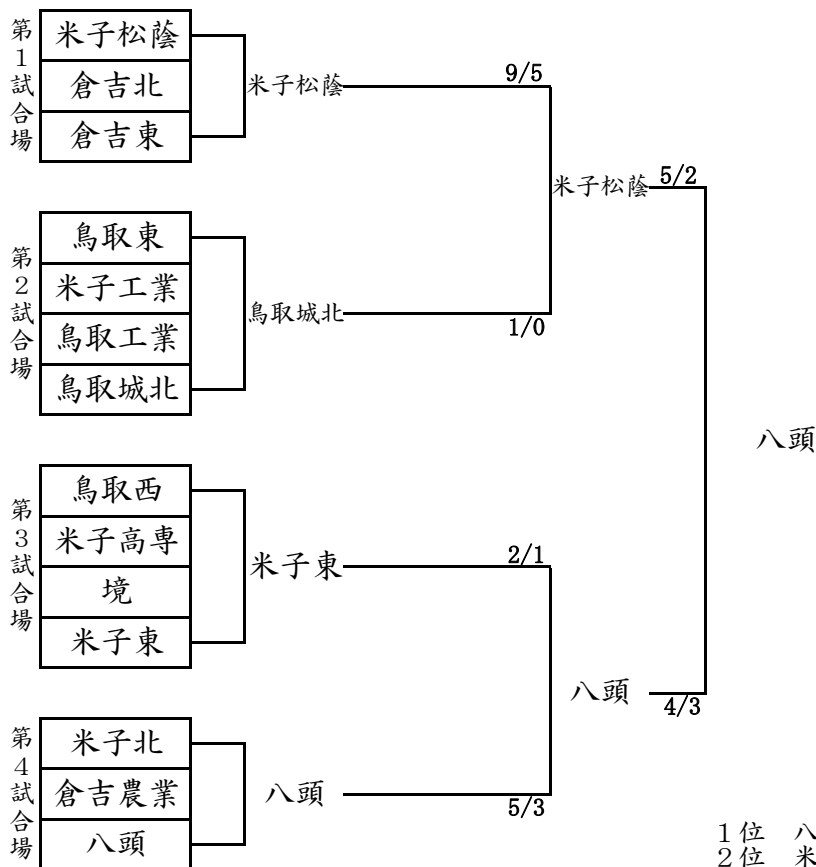 第1試合場
米子松蔭
倉吉北
倉吉東
米子松蔭
9/5
第2試合場
鳥取東
米子工業
鳥取工業
鳥取城北
鳥取城北
1/0
米子松蔭
5/2
八頭
第3試合場
鳥取西
米子高専
境
米子東
米子東
2/1
八頭
4/3
第4試合場
米子北
倉吉農業
八頭
八頭
5/3
1位 八
2位 米